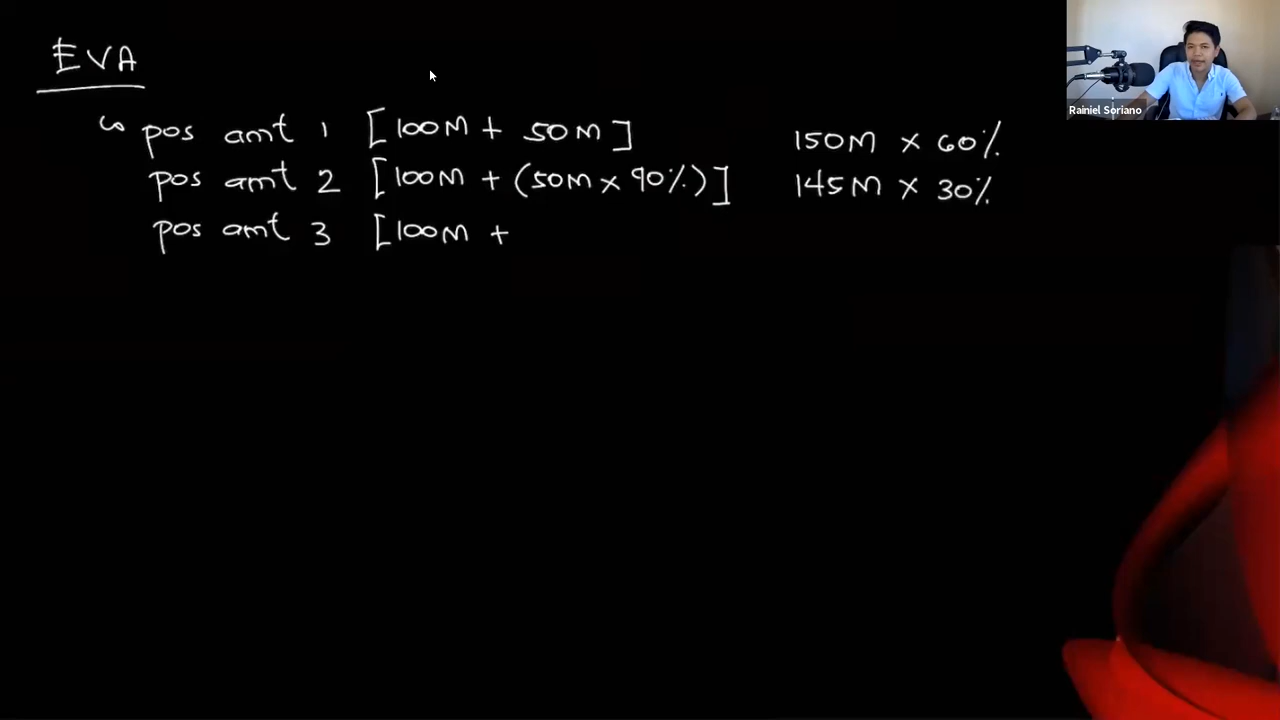 EVA
Rainiel Soriano
↳ pos amt 1 [100M + 50M] 150M × 60%
pos amt 2 [100M + (50M × 90%)] 145M × 30%
pos amt 3 [100M +